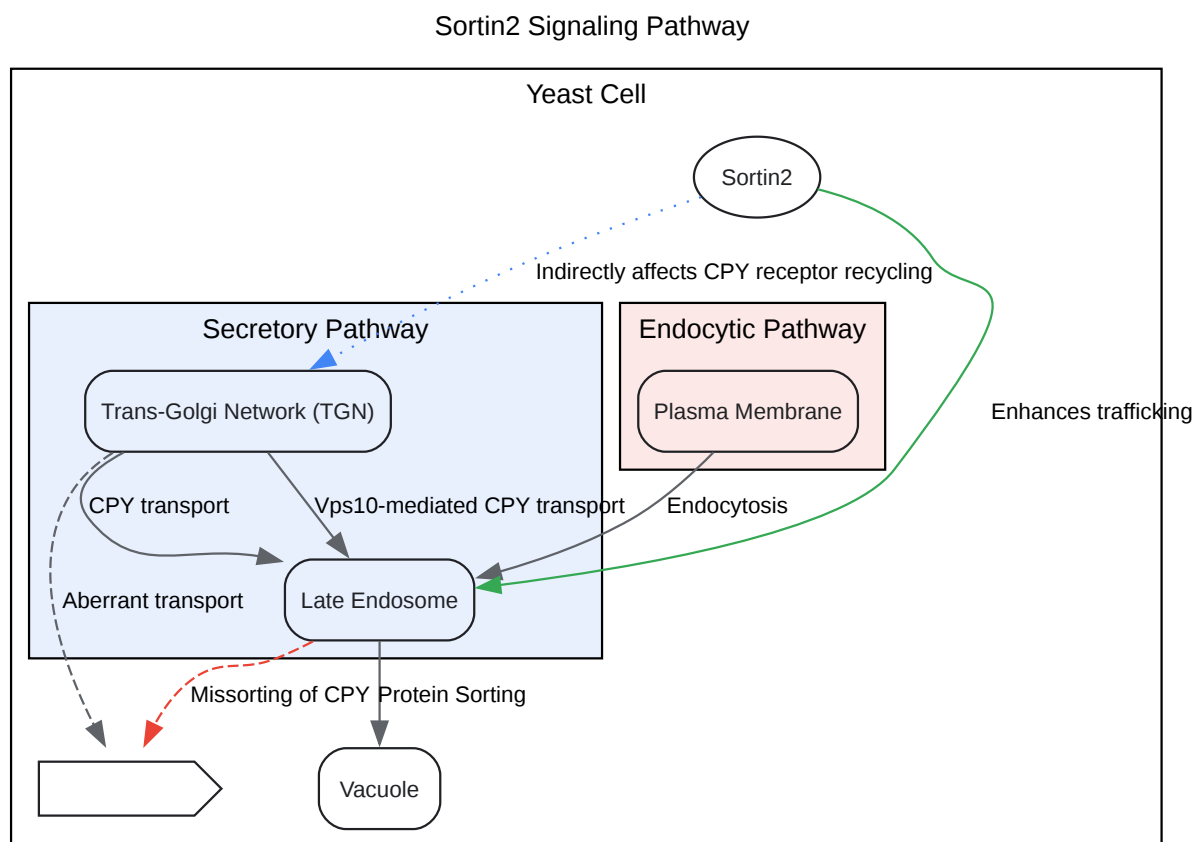 Sortin2 Signaling Pathway
Yeast Cell
Sortin2
Indirectly affects CPY receptor recycling
Secretory Pathway
Endocytic Pathway
Trans-Golgi Network (TGN)
Plasma Membrane
Enhances trafficking
CPY transport
Vps10-mediated CPY transport
Endocytosis
Late Endosome
Aberrant transport
Missorting of CPY
Protein Sorting
Vacuole